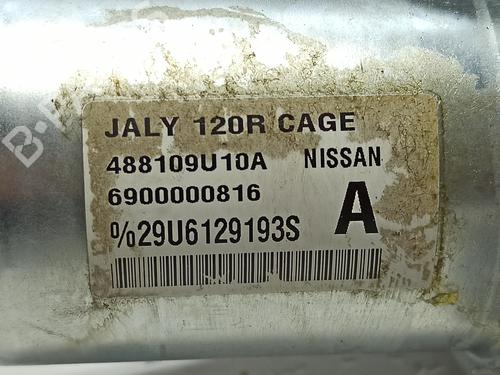 JALY 120R CAGE
488109U10A NISSAN
6900000816
%29U6129193S
A